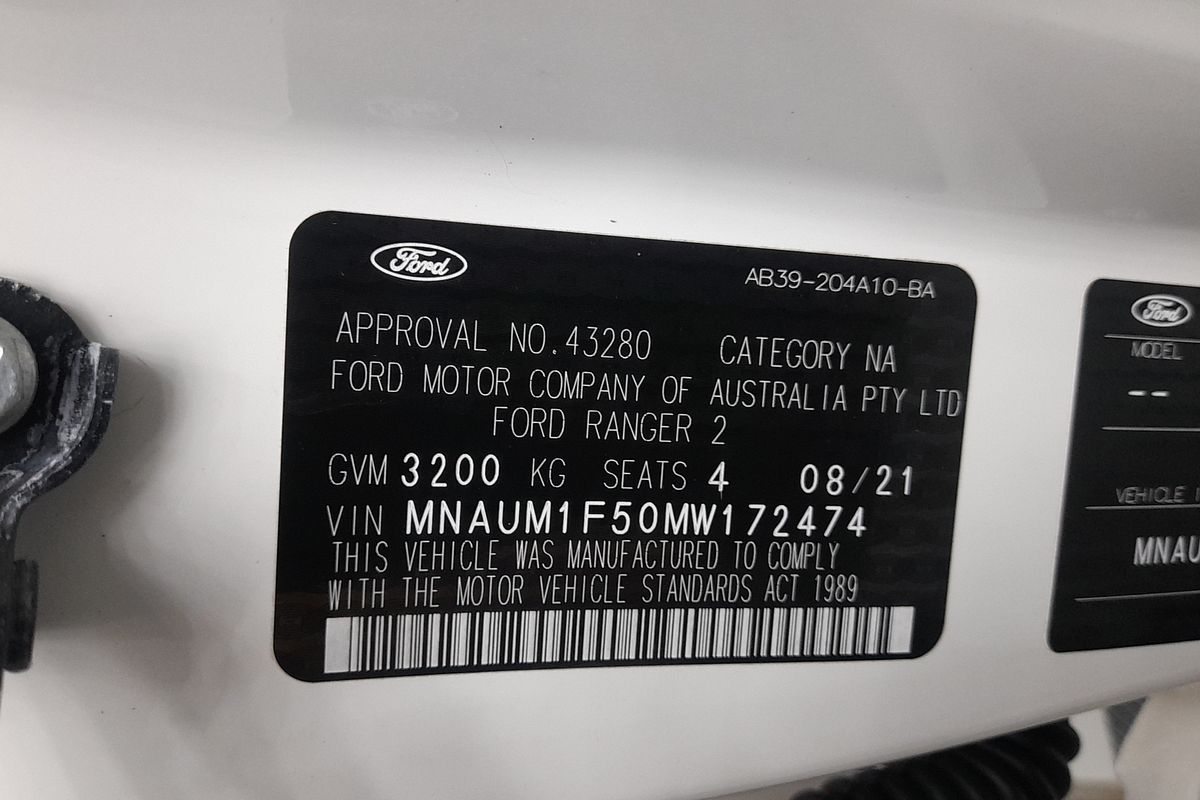 Ford
AB39-204A10-BA
APPROVAL NO.43280 CATEGORY NA
FORD MOTOR COMPANY OF AUSTRALIA PTY LTD
FORD RANGER 2
GVM 3200 KG SEATS 4 08/21
VIN MNAUM1F50MW172474
THIS VEHICLE WAS MANUFACTURED TO COMPLY
WITH THE MOTOR VEHICLE STANDARDS ACT 1989
Ford
MODEL
--
VEHICLE
MNAU